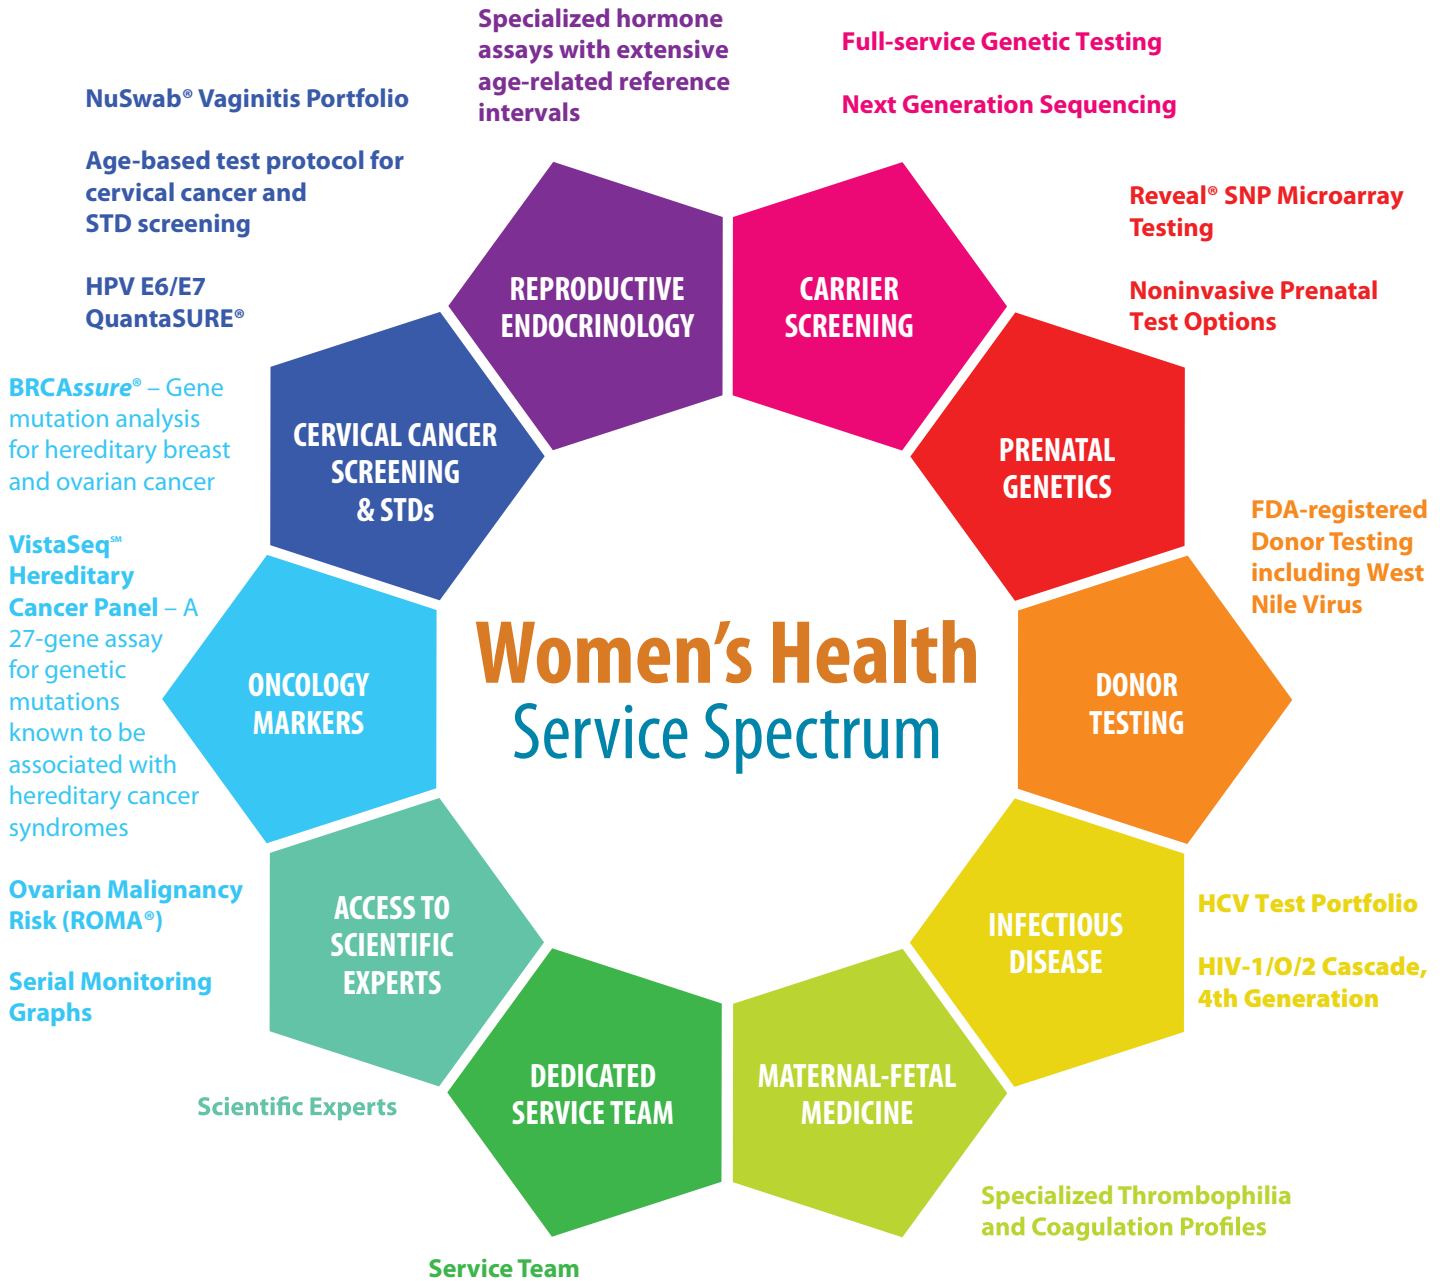 Specialized hormone
assays with extensive
age-related reference
intervals
Full-service Genetic Testing
Next Generation Sequencing
NuSwab® Vaginitis Portfolio
Age-based test protocol for
cervical cancer and
STD screening
HPV E6/E7
QuantaSURE®
Reveal® SNP Microarray
Testing
Noninvasive Prenatal
Test Options
REPRODUCTIVE
ENDOCRINOLOGY
CARRIER
SCREENING
BRCAssure® – Gene
mutation analysis
for hereditary breast
and ovarian cancer
CERVICAL CANCER
SCREENING
& STDs
PRENATAL
GENETICS
FDA-registered
Donor Testing
including West
Nile Virus
VistaSeq℠
Hereditary
Cancer Panel – A
27-gene assay
for genetic
mutations
known to be
associated with
hereditary cancer
syndromes
Women's Health
Service Spectrum
ONCOLOGY
MARKERS
DONOR
TESTING
Ovarian Malignancy
Risk (ROMA®)
Serial Monitoring
Graphs
ACCESS TO
SCIENTIFIC
EXPERTS
INFECTIOUS
DISEASE
HCV Test Portfolio
HIV-1/O/2 Cascade,
4th Generation
DEDICATED
SERVICE TEAM
MATERNAL-FETAL
MEDICINE
Scientific Experts
Specialized Thrombophilia
and Coagulation Profiles
Service Team